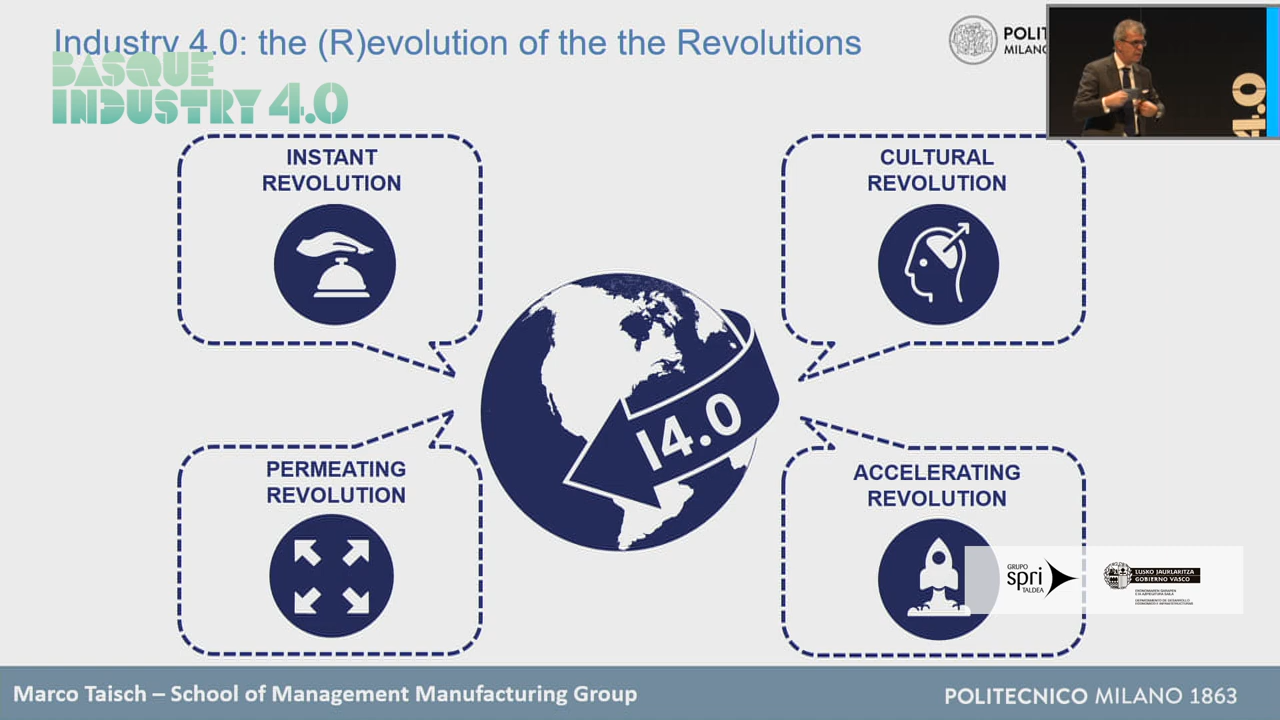 Industry 4.0: the (R)evolution of the the Revolutions
BASQUE
INDUSTRY 4.0
MILANO
4.0
INSTANT
REVOLUTION
CULTURAL
REVOLUTION
I4.0
PERMEATING
REVOLUTION
ACCELERATING
REVOLUTION
GRUPO
spri
TALDEA
EUSKO JAURLARITZA
GOBIERNO VASCO
Marco Taisch – School of Management Manufacturing Group
POLITECNICO MILANO 1863